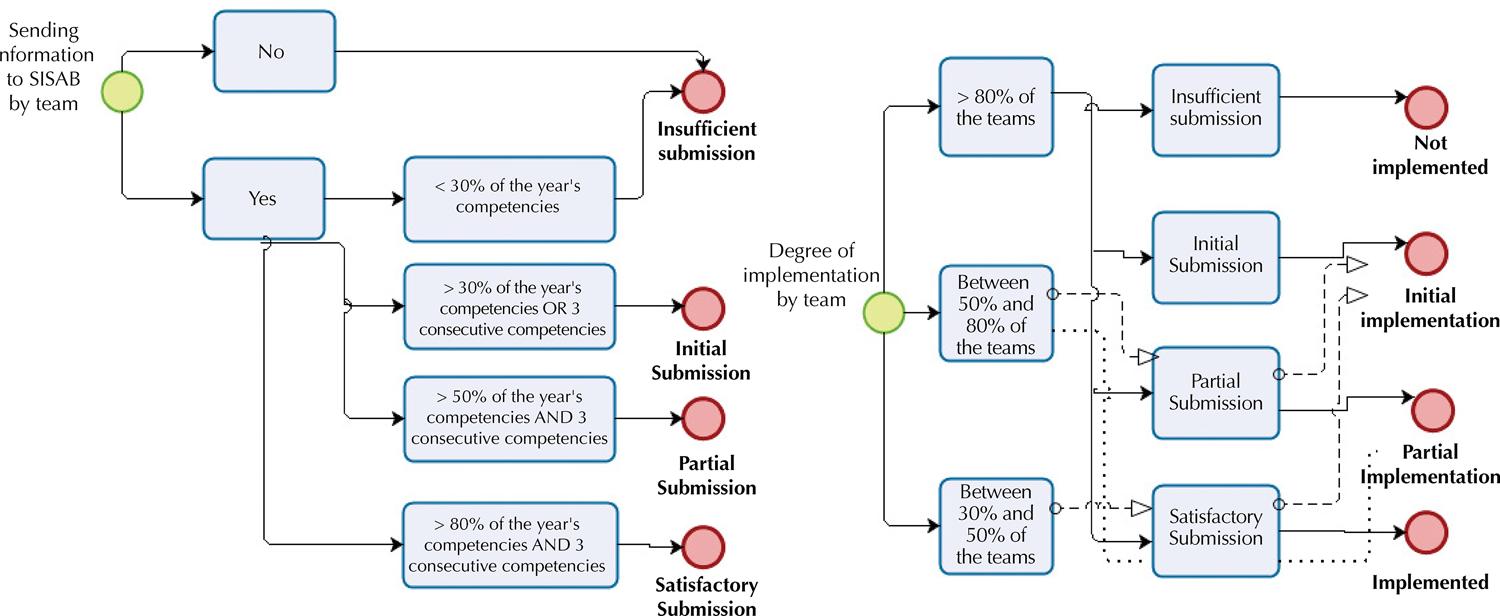 Sending
nformation
to SISAB
by team
No
Insufficient
submission
Yes
< 30% of the year's
competencies
> 30% of the year's
competencies OR 3
consecutive competencies
Initial
Submission
> 50% of the year's
competencies AND 3
consecutive competencies
Partial
Submission
> 80% of the year's
competencies AND 3
consecutive competencies
Satisfactory
Submission
Degree of
implementation
by team
> 80% of
the teams
Insufficient
submission
Not
implemented
Initial
Submission
Initial
implementation
Between
50% and
80% of
the teams
Partial
Submission
Partial
Implementation
Between
30% and
50% of
the teams
Satisfactory
Submission
Implemented